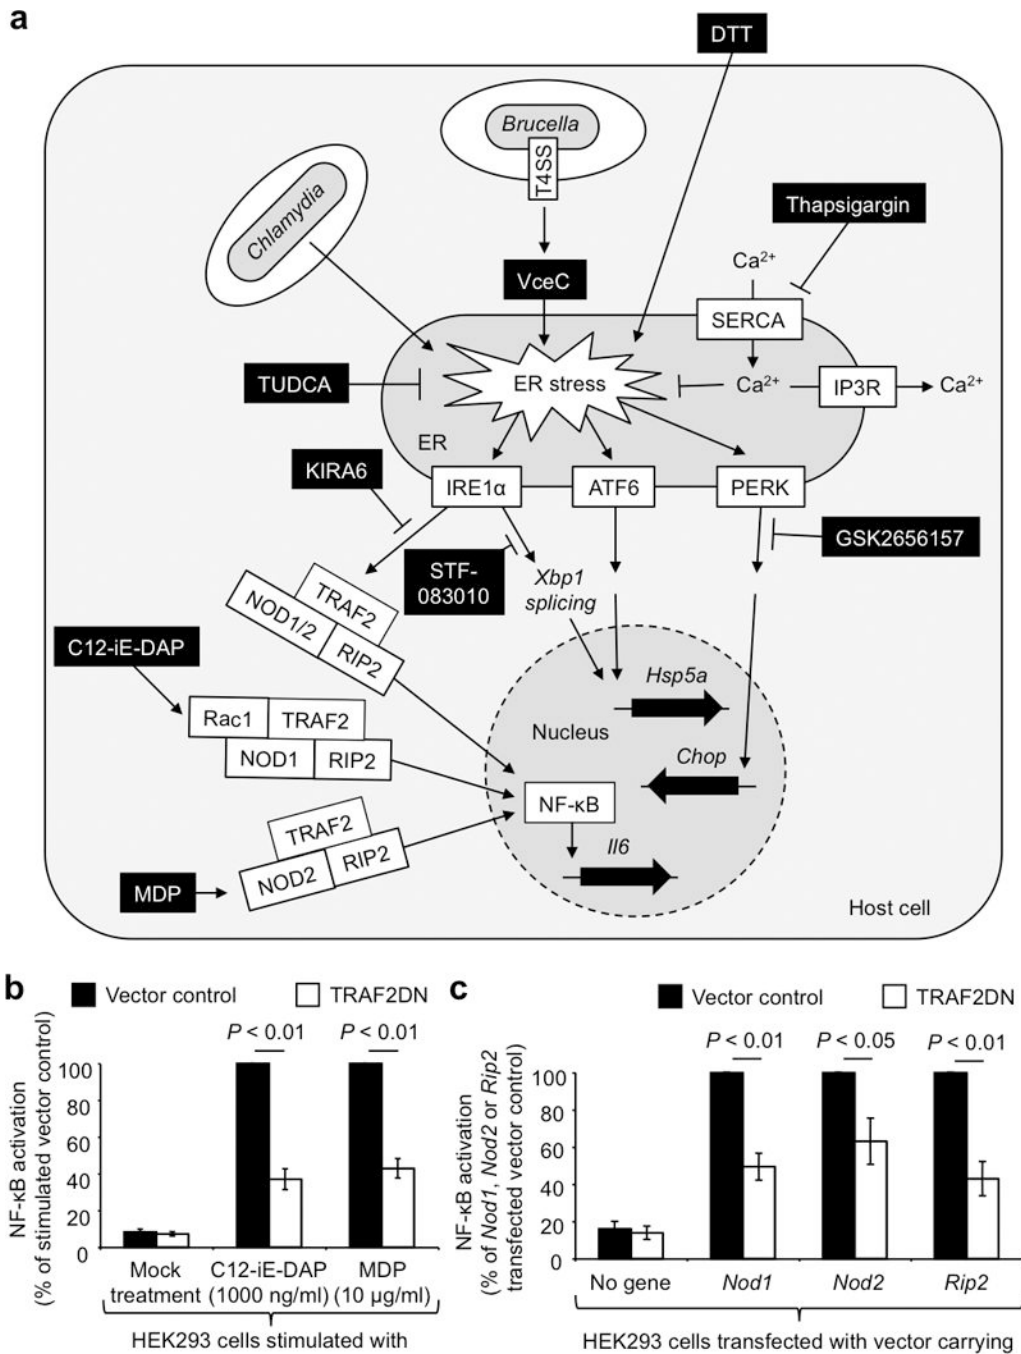 a
DTT
Brucella
T4SS
Chlamydia
Thapsigargin
Ca2+
VceC
SERCA
TUDCA
ER stress
Ca2+
IP3R
Ca2+
ER
KIRA6
IRE1α
ATF6
PERK
GSK2656157
STF-
083010
Xbp1
splicing
TRAF2
NOD1/2
RIP2
C12-iE-DAP
Hsp5a
Rac1
TRAF2
NOD1
RIP2
Nucleus
Chop
NF-κB
TRAF2
NOD2
RIP2
Il6
MDP
Host cell
b
Vector control
TRAF2DN
P < 0.01
P < 0.01
NF-κB activation
(% of stimulated vector control)
100
80
60
40
20
0
Mock
treatment
C12-iE-DAP
(1000 ng/ml)
MDP
(10 µg/ml)
HEK293 cells stimulated with
c
Vector control
TRAF2DN
P < 0.01
P < 0.05
P < 0.01
NF-κB activation
(% of Nod1, Nod2 or Rip2
transfected vector control)
100
80
60
40
20
0
No gene
Nod1
Nod2
Rip2
HEK293 cells transfected with vector carrying